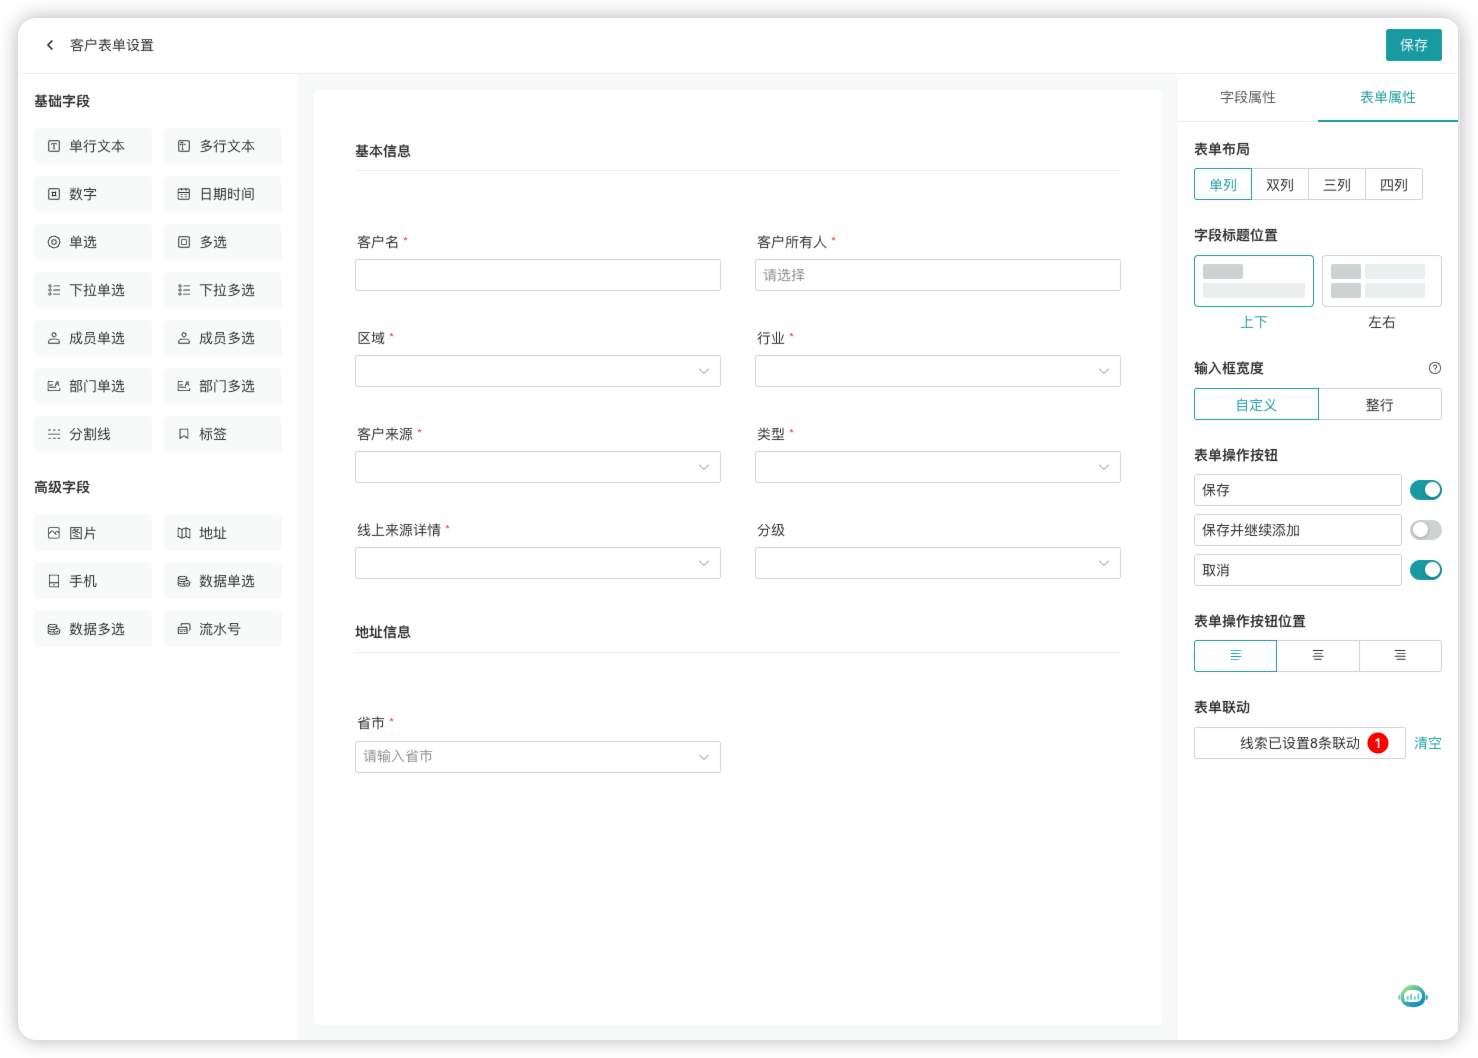 客户表单设置
保存
基础字段
单行文本
多行文本
数字
日期时间
单选
多选
下拉单选
下拉多选
成员单选
成员多选
部门单选
部门多选
分割线
标签
高级字段
图片
地址
手机
数据单选
数据多选
流水号
基本信息
客户名 *
客户所有人 *
请选择
区域 *
行业 *
客户来源 *
类型 *
线上来源详情 *
分级
地址信息
省市 *
请输入省市
字段属性
表单属性
表单布局
单列
双列
三列
四列
字段标题位置
上下
左右
输入框宽度
自定义
整行
表单操作按钮
保存
保存并继续添加
取消
表单操作按钮位置
表单联动
线索已设置8条联动 1
清空